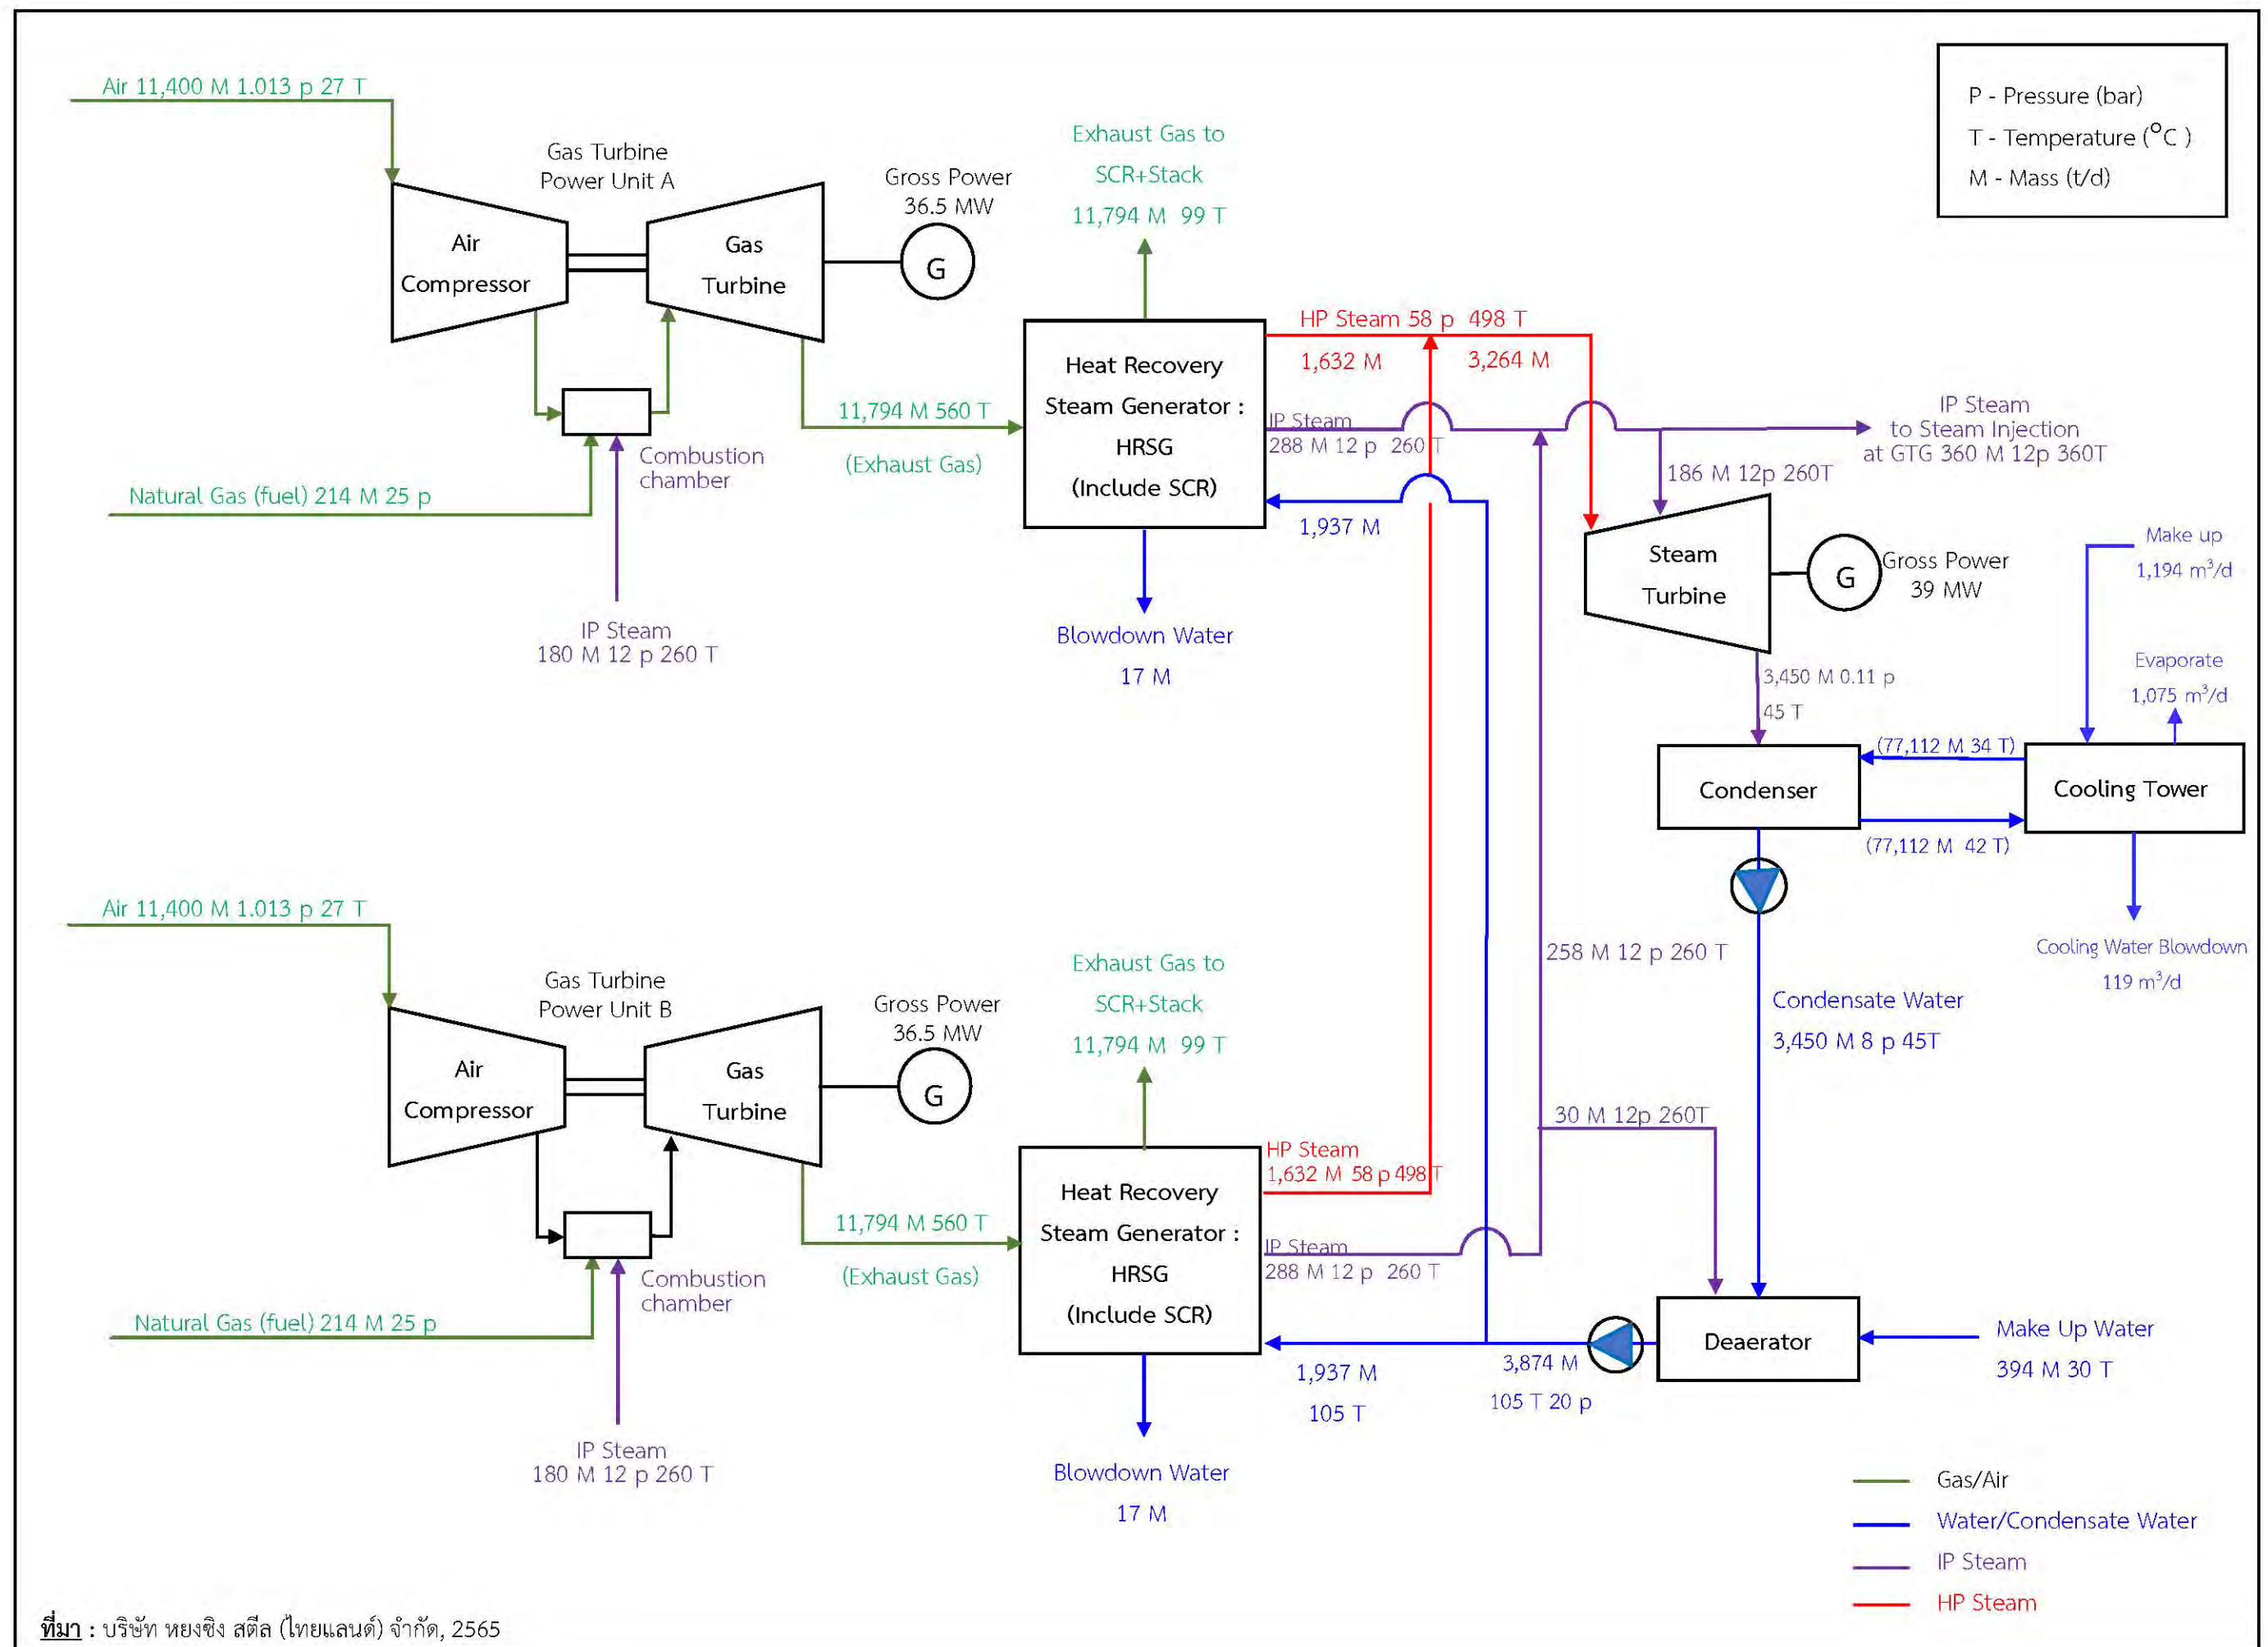 Air 11,400 M 1.013 p 27 T
Gas Turbine
Power Unit A
Air
Compressor
Gas
Turbine
Gross Power
36.5 MW
G
Combustion
chamber
Natural Gas (fuel) 214 M 25 p
IP Steam
180 M 12 p 260 T
11,794 M 560 T
(Exhaust Gas)
Exhaust Gas to
SCR+Stack
11,794 M 99 T
Heat Recovery
Steam Generator :
HRSG
(Include SCR)
Blowdown Water
17 M
HP Steam 58 p 498 T
1,632 M
3,264 M
IP Steam
288 M 12 p 260 T
1,937 M
P - Pressure (bar)
T - Temperature (°C )
M - Mass (t/d)
IP Steam
to Steam Injection
at GTG 360 M 12p 360T
186 M 12p 260T
Steam
Turbine
G
Gross Power
39 MW
Make up
1,194 m³/d
Evaporate
1,075 m³/d
3,450 M 0.11 p
45 T
Condenser
(77,112 M 34 T)
(77,112 M 42 T)
Cooling Tower
Cooling Water Blowdown
119 m³/d
258 M 12 p 260 T
Condensate Water
3,450 M 8 p 45T
30 M 12p 260T
Air 11,400 M 1.013 p 27 T
Gas Turbine
Power Unit B
Air
Compressor
Gas
Turbine
Gross Power
36.5 MW
G
Combustion
chamber
Natural Gas (fuel) 214 M 25 p
IP Steam
180 M 12 p 260 T
11,794 M 560 T
(Exhaust Gas)
Exhaust Gas to
SCR+Stack
11,794 M 99 T
Heat Recovery
Steam Generator :
HRSG
(Include SCR)
Blowdown Water
17 M
HP Steam
1,632 M 58 p 498 T
IP Steam
288 M 12 p 260 T
1,937 M
105 T
3,874 M
105 T 20 p
Deaerator
Make Up Water
394 M 30 T
Gas/Air
Water/Condensate Water
IP Steam
HP Steam
ที่มา : บริษัท หยงซิง สตีล (ไทยแลนด์) จำกัด, 2565